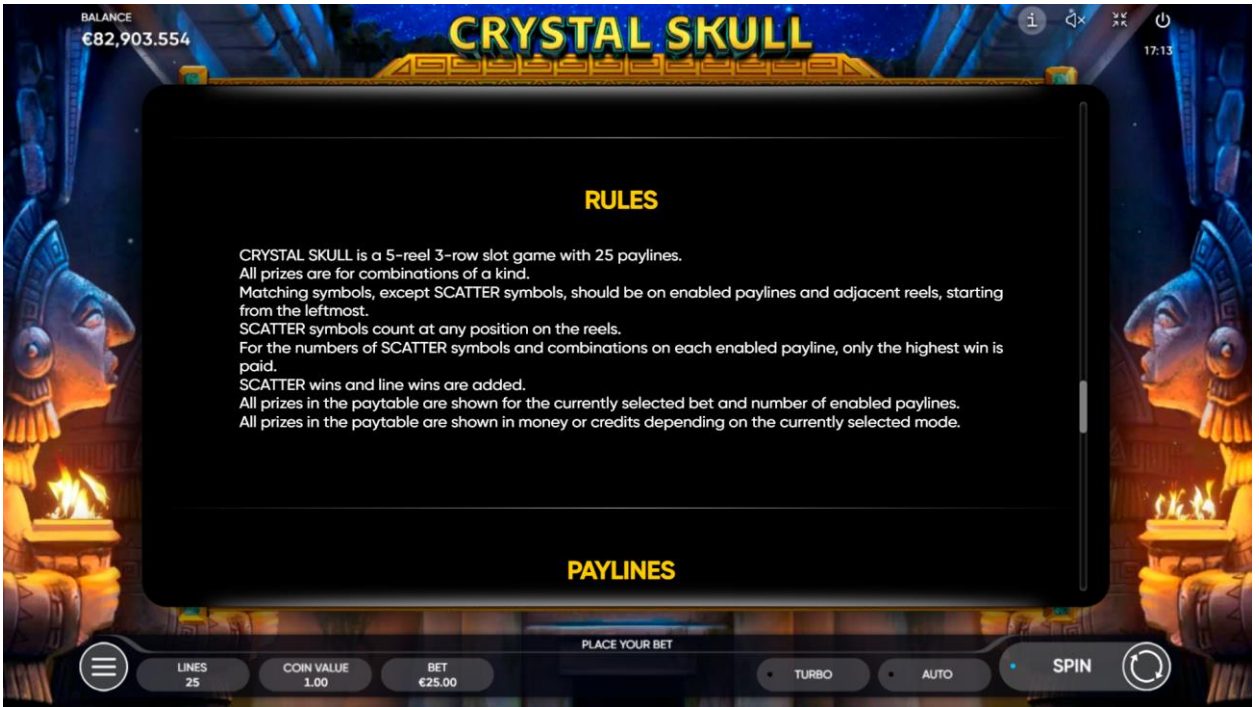 BALANCE
€82,903.554
CRYSTAL SKULL
i
17:13
RULES
CRYSTAL SKULL is a 5-reel 3-row slot game with 25 paylines.
All prizes are for combinations of a kind.
Matching symbols, except SCATTER symbols, should be on enabled paylines and adjacent reels, starting
from the leftmost.
SCATTER symbols count at any position on the reels.
For the numbers of SCATTER symbols and combinations on each enabled payline, only the highest win is
paid.
SCATTER wins and line wins are added.
All prizes in the paytable are shown for the currently selected bet and number of enabled paylines.
All prizes in the paytable are shown in money or credits depending on the currently selected mode.
PAYLINES
PLACE YOUR BET
LINES
25
COIN VALUE
1.00
BET
€25.00
TURBO
AUTO
SPIN